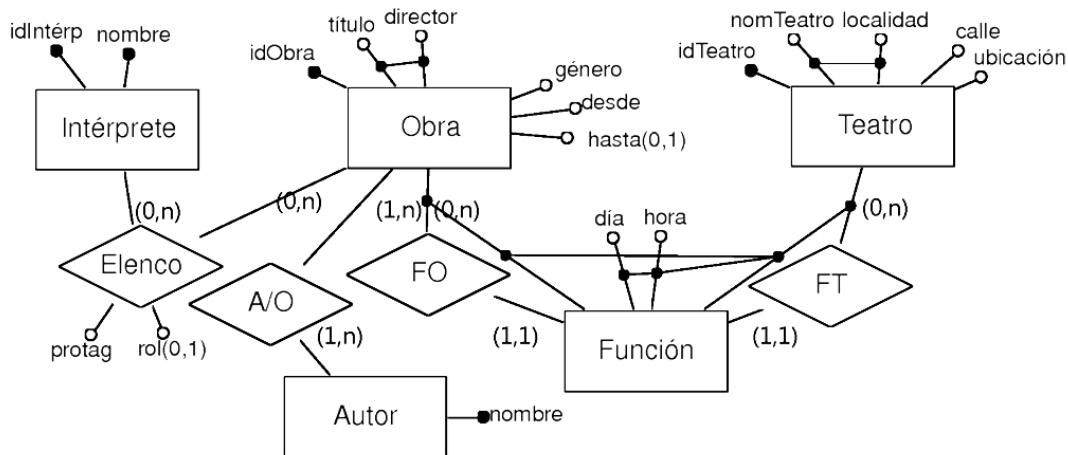 idIntérp nombre
título
director
idObra
género
desde
hasta(0,1)
nomTeatro localidad
idTeatro
calle
ubicación
Intérprete
Obra
Teatro
(0,n)
(0,n)
(1,n)
(0,n)
(0,n)
día
hora
Elenco
FO
FT
A/O
protag
rol(0,1)
(1,n)
(1,1)
Función
(1,1)
Autor
nombre